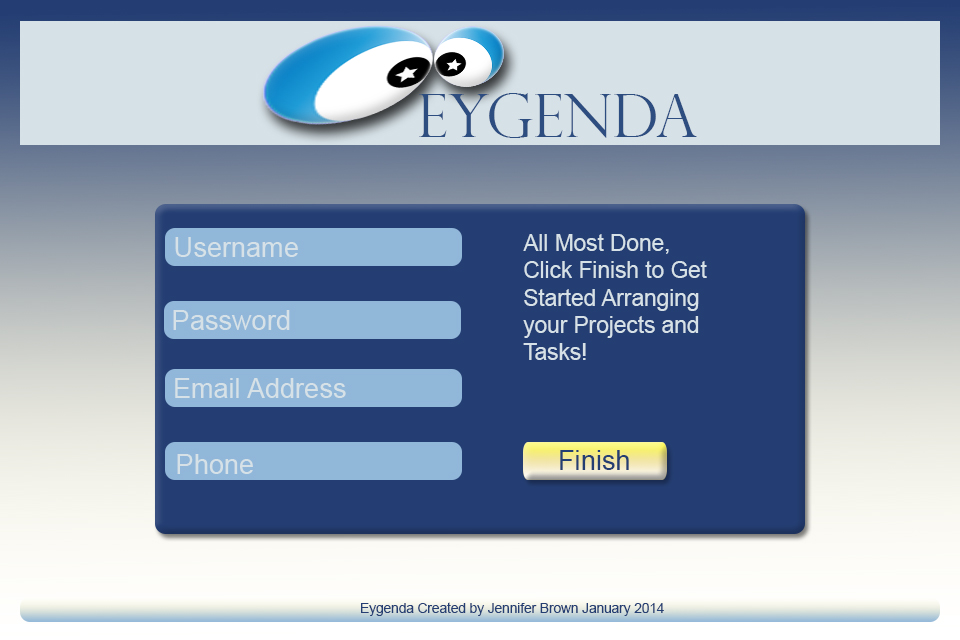 EYGENDA
Username
Password
Email Address
Phone
All Most Done,
Click Finish to Get
Started Arranging
your Projects and
Tasks!
Finish
Eygenda Created by Jennifer Brown January 2014